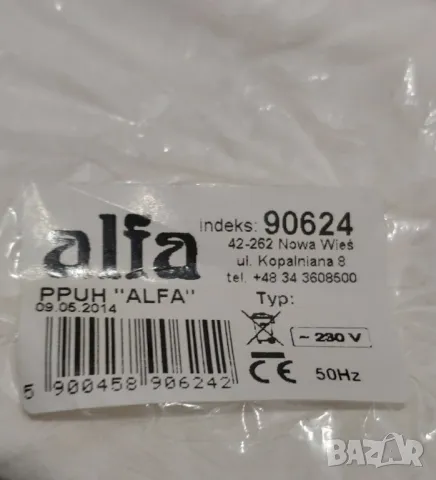 alfa
indeks: 90624
42-262 Nowa Wieś
ul. Kopalniana 8
tel. +48 34 3608500
PPUH "ALFA"
09.05.2014
Typ:
~ 230 V
CE 50Hz
5 900458 906242
BAZAR